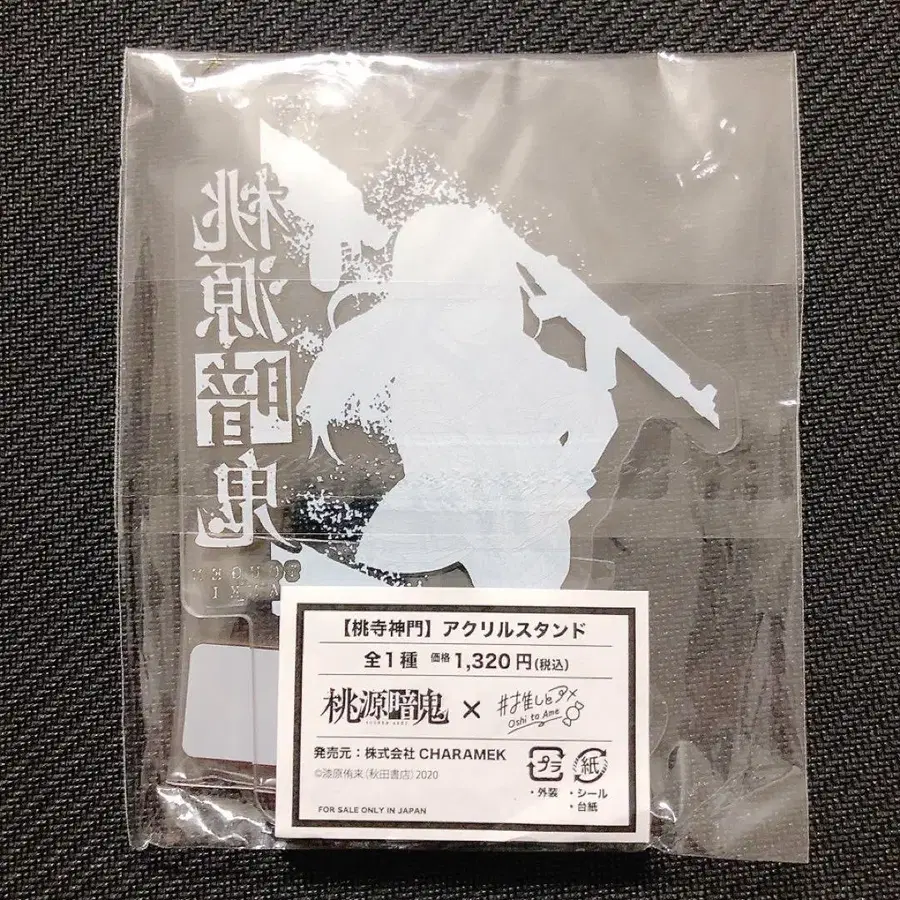 桃源暗鬼
【桃寺神門】アクリルスタンド
全1種 価格 1,320円(税込)
桃源暗鬼 × #推しとアメ
Oshi to Ame
発売元:株式会社 CHARAMEK
©漆原侑来(秋田書店)2020
プラ 紙
・外装 ・シール
・台紙
FOR SALE ONLY IN JAPAN